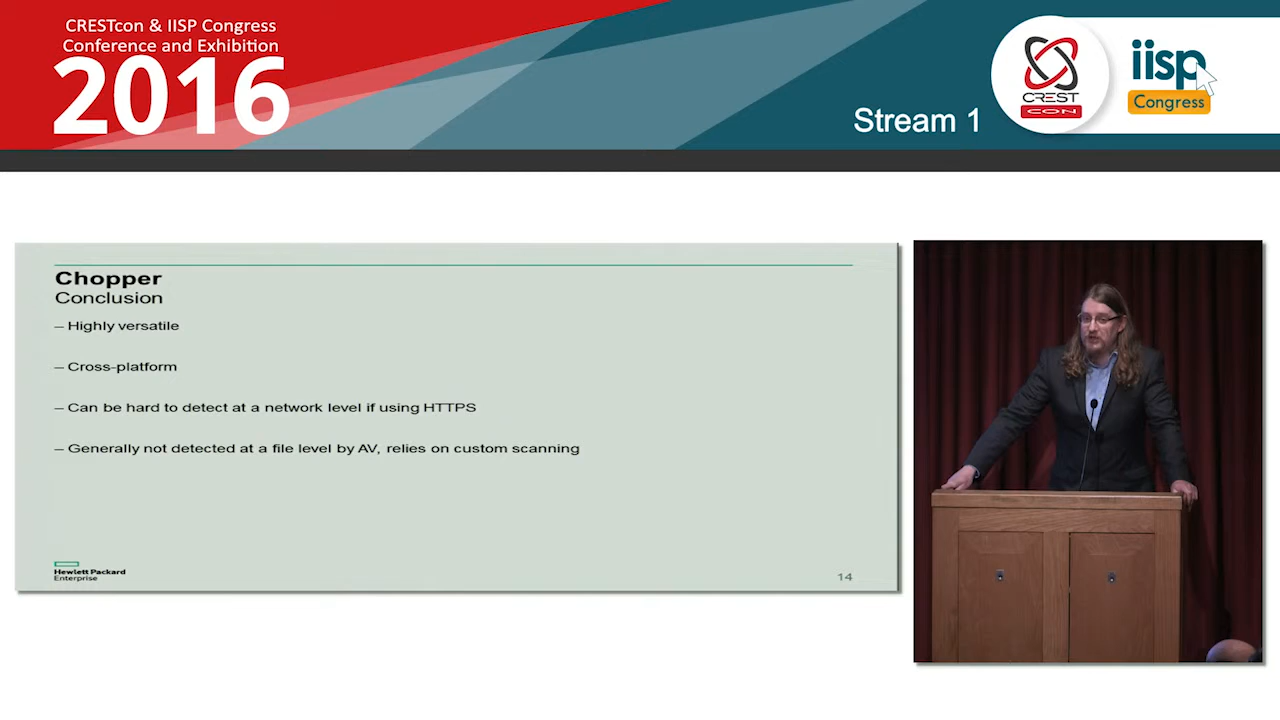 CRESTcon & IISP Congress
Conference and Exhibition
2016
Stream 1
CREST
CON
iisp
Congress
Chopper
Conclusion
– Highly versatile
– Cross-platform
– Can be hard to detect at a network level if using HTTPS
– Generally not detected at a file level by AV, relies on custom scanning
Hewlett Packard
Enterprise
14